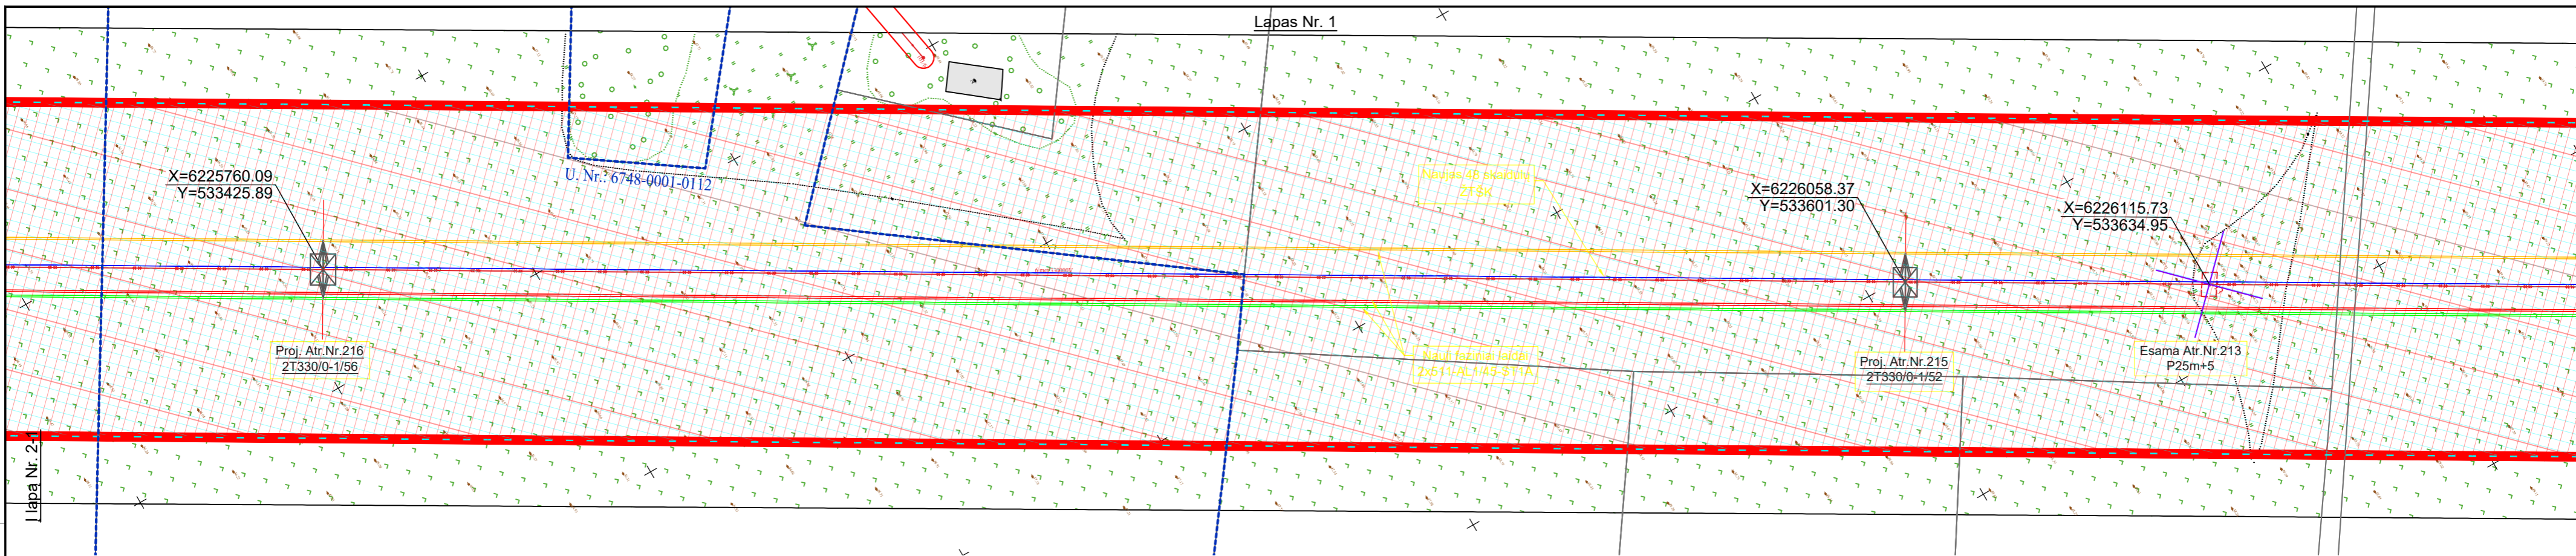 Lapas Nr. 1
X=6225760.09
Y=533425.89
U. Nr.: 6748-0001-0112
X=6226058.37
Y=533601.30
X=6226115.73
Y=533634.95
Proj. Atr.Nr.216
2T330/0-1/56
Proj. Atr.Nr.215
2T330/0-1/52
Esama Atr.Nr.213
P25m+5
Į lapą Nr. 2-1